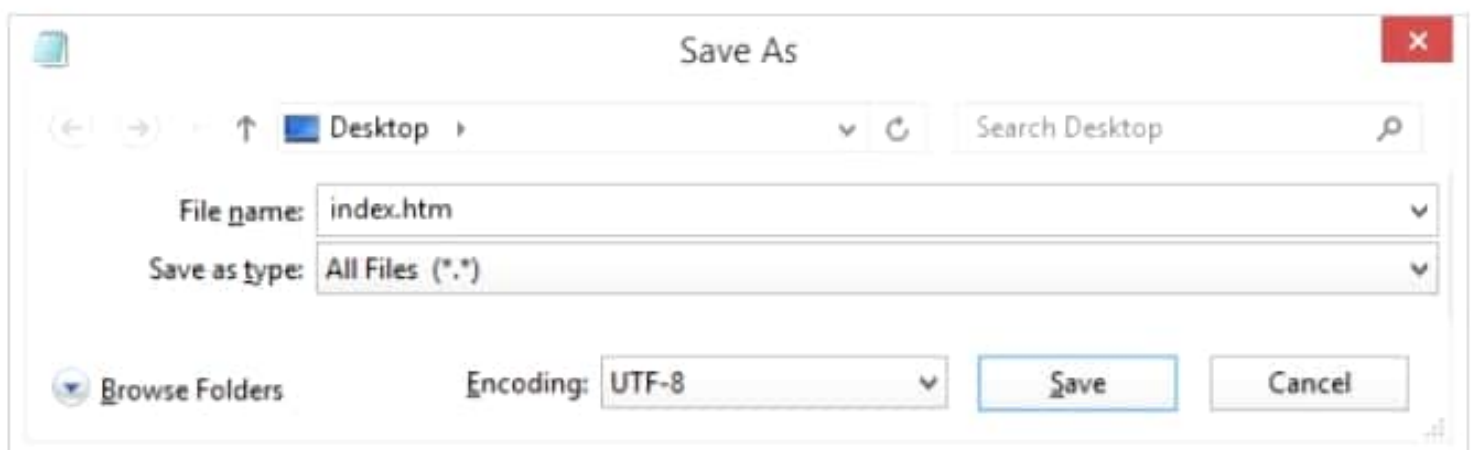 Save As
Desktop
Search Desktop
File name: index.htm
Save as type: All Files (*.*)
Browse Folders Encoding: UTF-8 Save Cancel